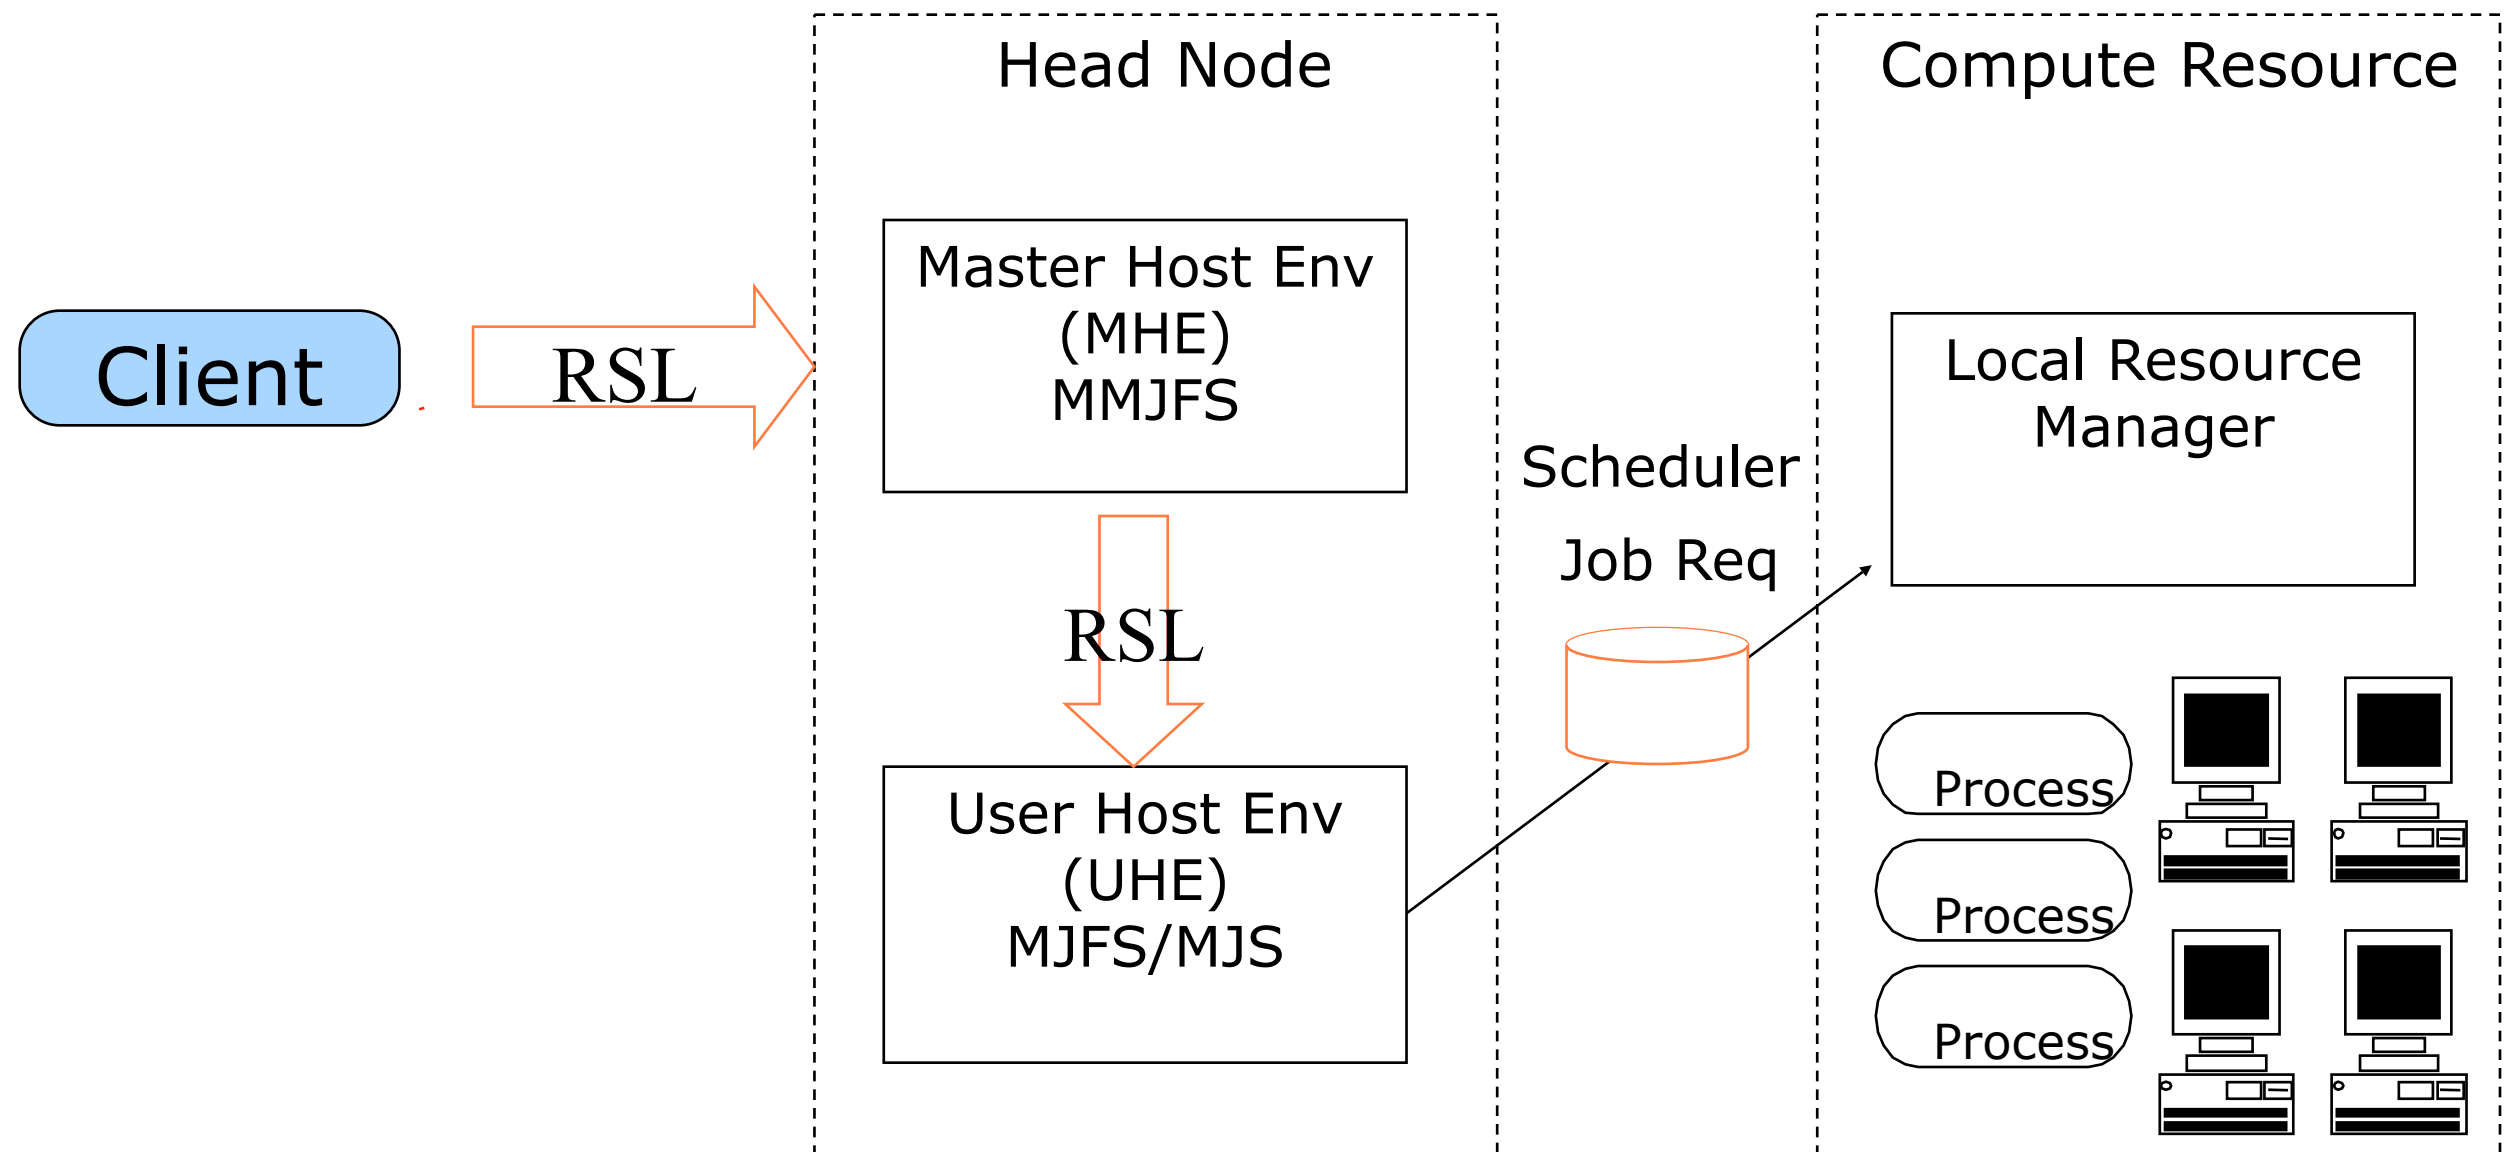 Head Node
Compute Resource
Client
RSL
Master Host Env
(MHE)
MMJFS
RSL
User Host Env
(UHE)
MJFS/MJS
Scheduler
Job Req
Local Resource
Manager
Process
Process
Process